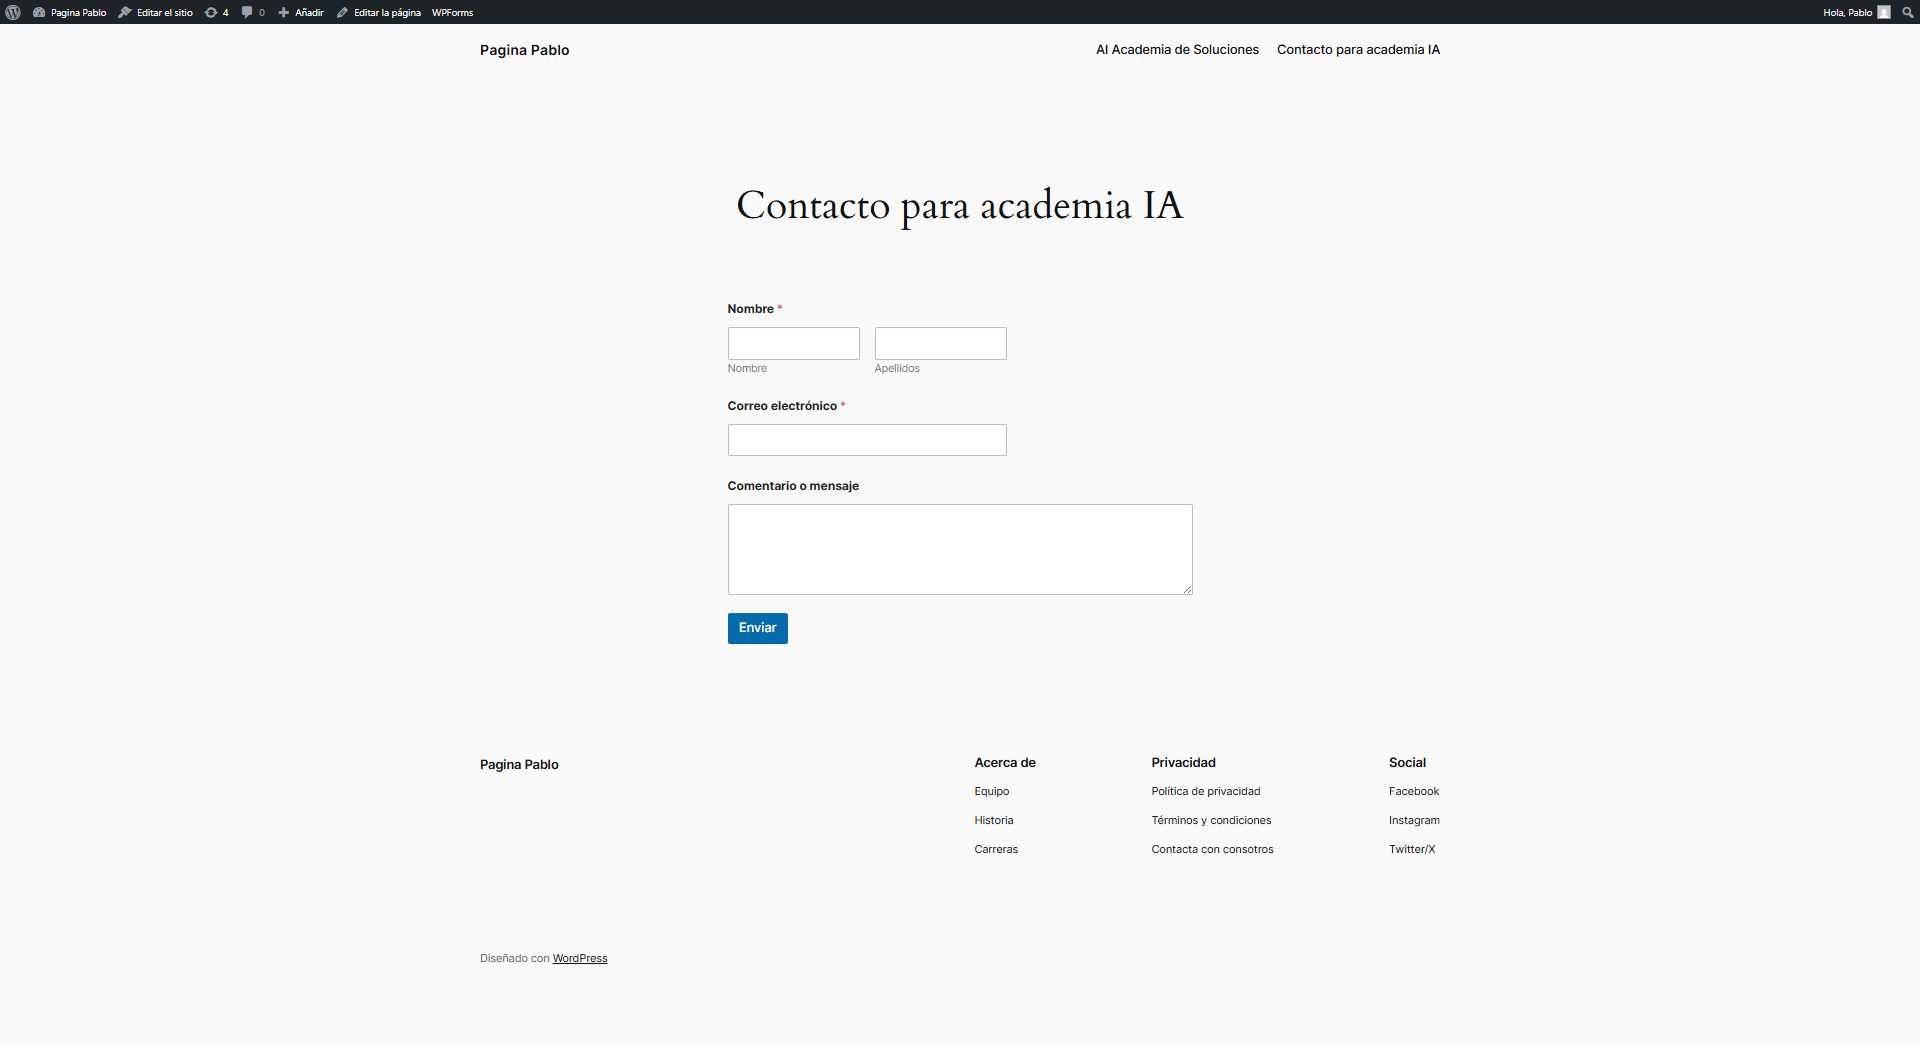 Pagina Pablo Editar el sitio 4 0 Añadir Editar la página WPForms Hola, Pablo
Pagina Pablo AI Academia de Soluciones Contacto para academia IA
Contacto para academia IA
Nombre *
Nombre Apellidos
Correo electrónico *
Comentario o mensaje
Enviar
Pagina Pablo Acerca de Privacidad Social
Equipo Política de privacidad Facebook
Historia Términos y condiciones Instagram
Carreras Contacta con consotros Twitter/X
Diseñado con WordPress